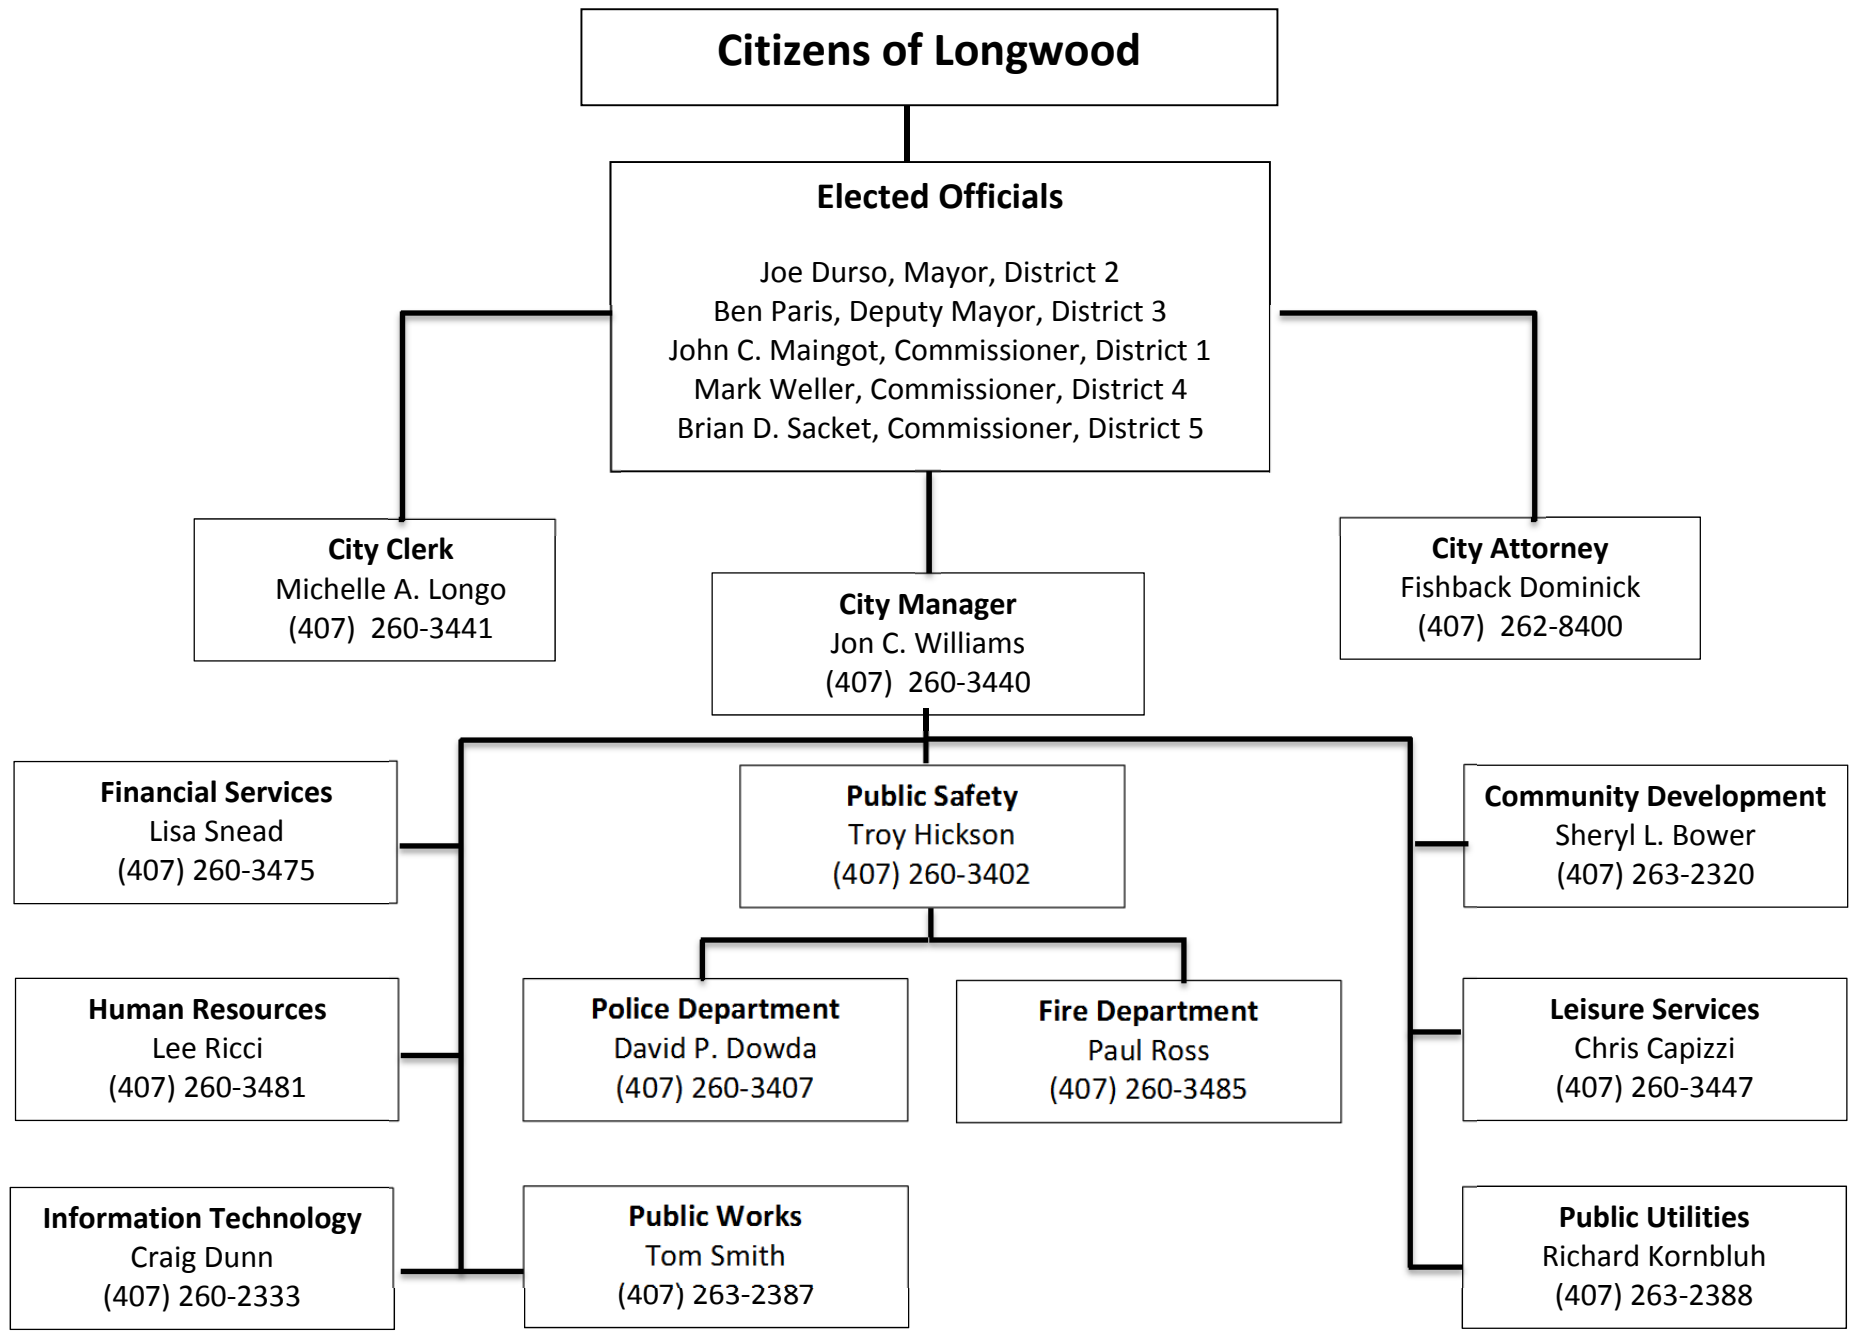 Citizens of Longwood
Elected Officials
Joe Durso, Mayor, District 2
Ben Paris, Deputy Mayor, District 3
John C. Maingot, Commissioner, District 1
Mark Weller, Commissioner, District 4
Brian D. Sacket, Commissioner, District 5
City Clerk
Michelle A. Longo
(407) 260-3441
City Manager
Jon C. Williams
(407) 260-3440
City Attorney
Fishback Dominick
(407) 262-8400
Financial Services
Lisa Snead
(407) 260-3475
Public Safety
Troy Hickson
(407) 260-3402
Community Development
Sheryl L. Bower
(407) 263-2320
Human Resources
Lee Ricci
(407) 260-3481
Police Department
David P. Dowda
(407) 260-3407
Fire Department
Paul Ross
(407) 260-3485
Leisure Services
Chris Capizzi
(407) 260-3447
Information Technology
Craig Dunn
(407) 260-2333
Public Works
Tom Smith
(407) 263-2387
Public Utilities
Richard Kornbluh
(407) 263-2388